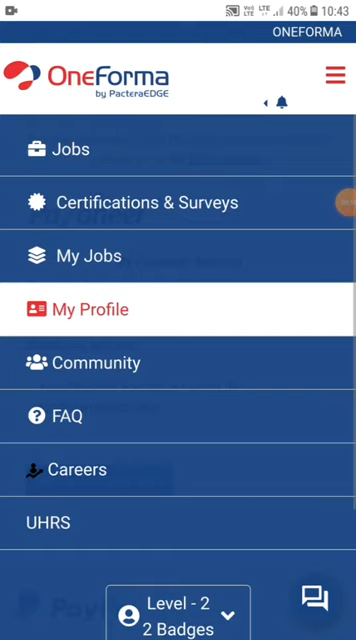 VoJ LTE LTE 40% 10:43
ONEFORMA
OneForma
by PacteraEDGE
Jobs
Certifications & Surveys
My Jobs
My Profile
Community
FAQ
Careers
UHRS
Level - 2
2 Badges